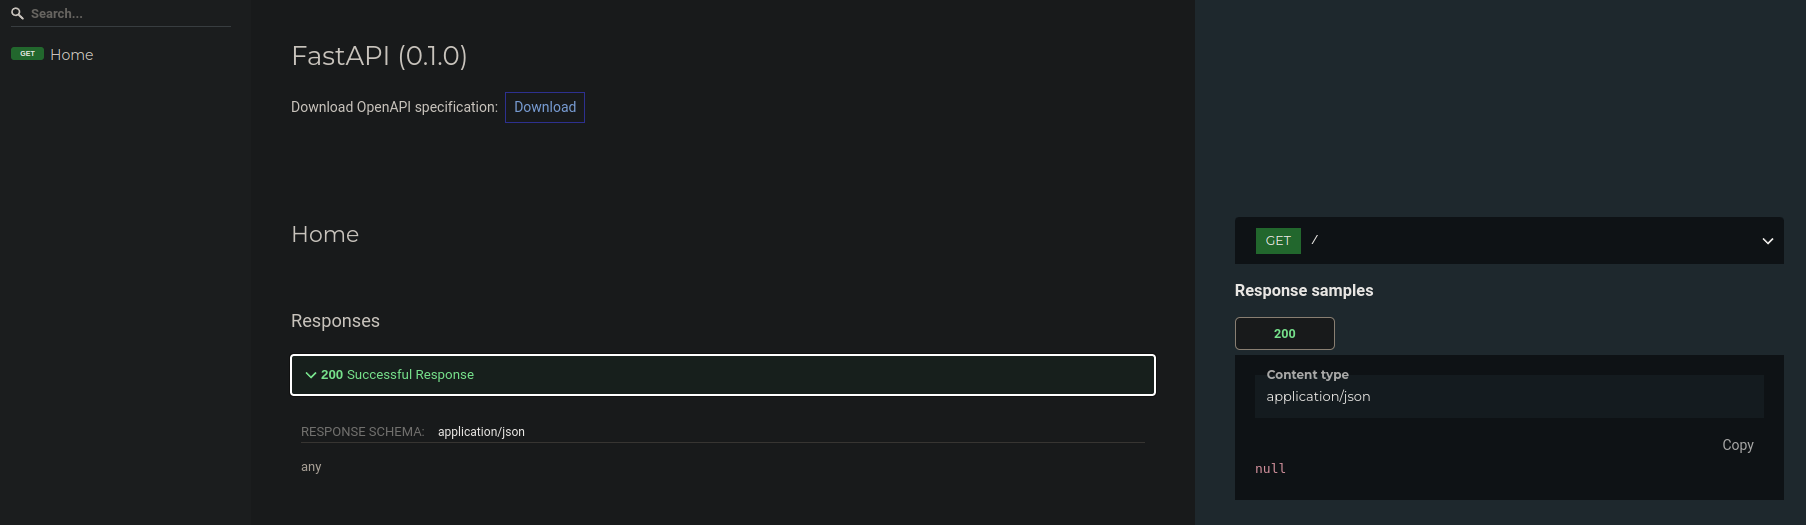 Search...
GET Home
FastAPI (0.1.0)
Download OpenAPI specification: Download
Home
Responses
200 Successful Response
RESPONSE SCHEMA: application/json
any
GET /
Response samples
200
Content type
application/json
Copy
null